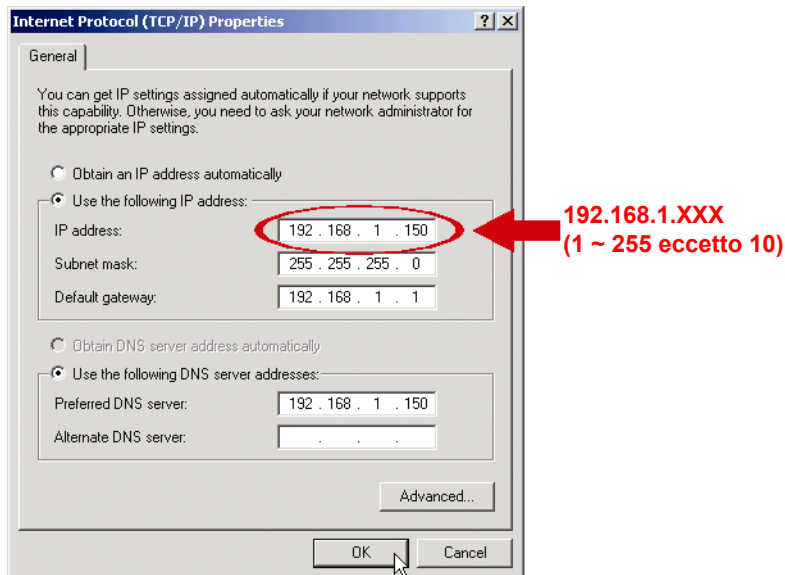 Internet Protocol (TCP/IP) Properties
General
You can get IP settings assigned automatically if your network supports
this capability. Otherwise, you need to ask your network administrator for
the appropriate IP settings.
Obtain an IP address automatically
Use the following IP address:
IP address: 192 . 168 . 1 . 150
192.168.1.XXX
(1 ~ 255 eccetto 10)
Subnet mask: 255 . 255 . 255 . 0
Default gateway: 192 . 168 . 1 . 1
Obtain DNS server address automatically
Use the following DNS server addresses:
Preferred DNS server: 192 . 168 . 1 . 150
Alternate DNS server: . . .
Advanced...
OK Cancel